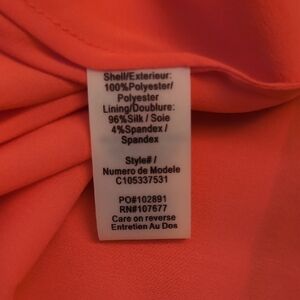 Shell/Exterieur:
100%Polyester/
Polyester
Lining/Doublure:
96%Silk / Soie
4%Spandex /
Spandex
Style# /
Numero de Modele
C105337531
PO#102891
RN#107677
Care on reverse
Entretien Au Dos